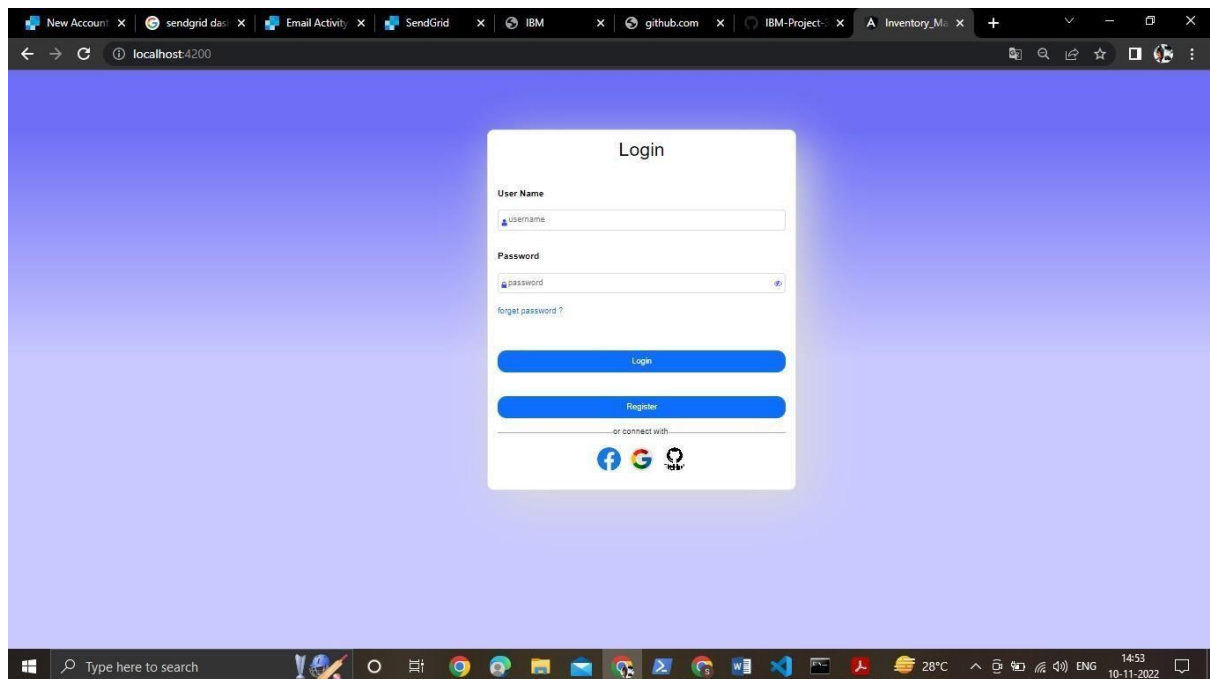 New Account
sendgrid das
Email Activity
SendGrid
IBM
github.com
IBM-Project-3
Inventory_Ma
localhost:4200
Login
User Name
username
Password
password
forget password ?
Login
Register
or connect with
Type here to search
28°C
ENG
14:53
10-11-2022